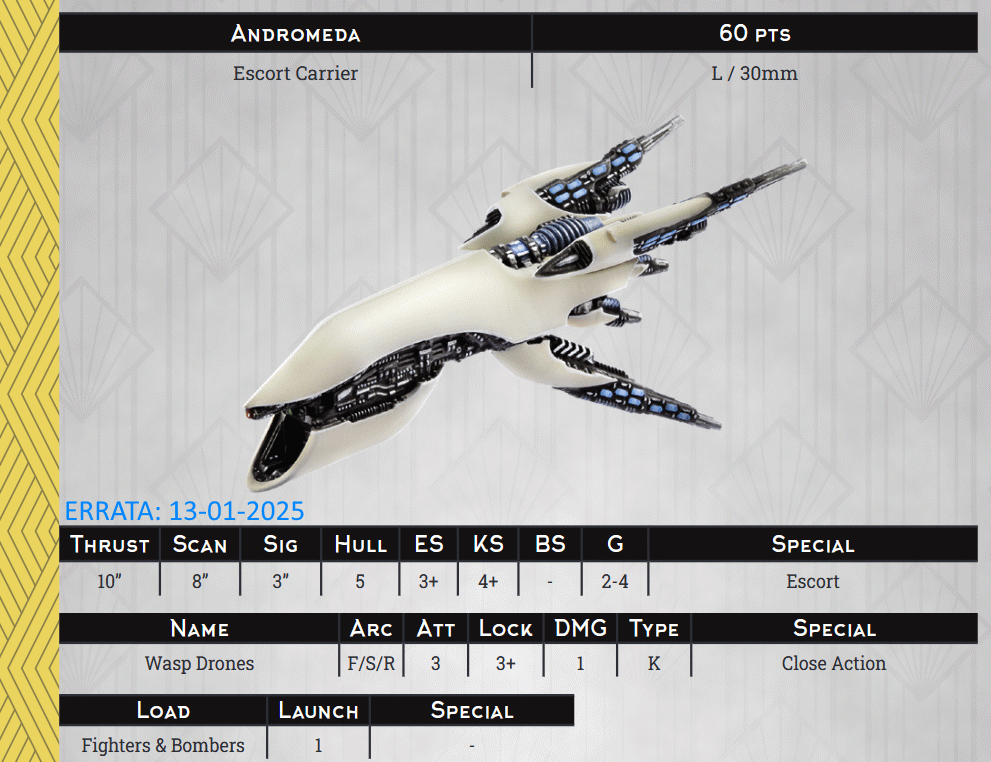 ANDROMEDA 60 PTS
Escort Carrier L / 30mm
ERRATA: 13-01-2025
THRUST SCAN SIG HULL ES KS BS G SPECIAL
10” 8” 3” 5 3+ 4+ - 2-4 Escort
NAME ARC ATT LOCK DMG TYPE SPECIAL
Wasp Drones F/S/R 3 3+ 1 K Close Action
LOAD LAUNCH SPECIAL
Fighters & Bombers 1 -